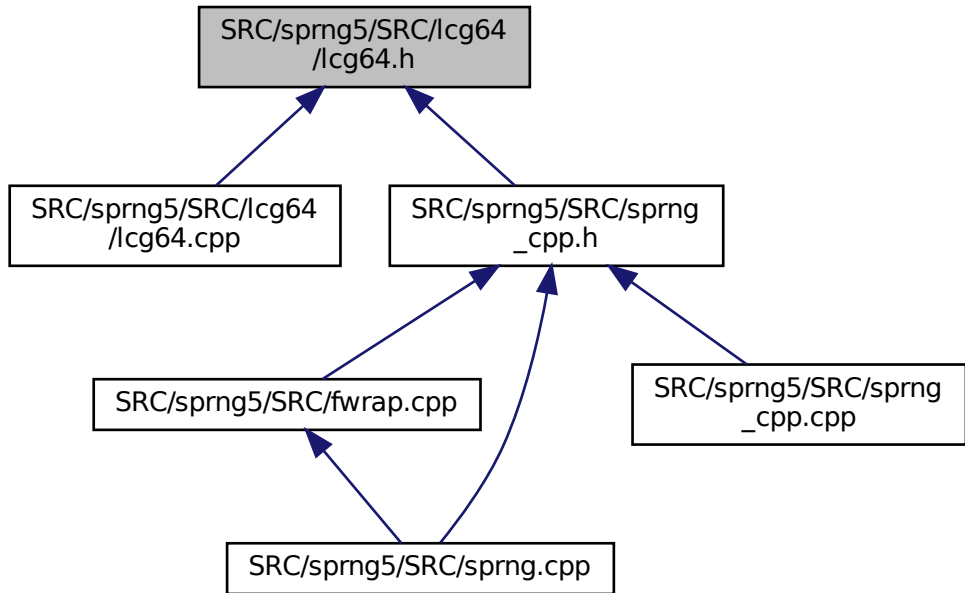 SRC/sprng5/SRC/lcg64
/lcg64.h
SRC/sprng5/SRC/lcg64
/lcg64.cpp
SRC/sprng5/SRC/sprng
_cpp.h
SRC/sprng5/SRC/fwrap.cpp
SRC/sprng5/SRC/sprng
_cpp.cpp
SRC/sprng5/SRC/sprng.cpp